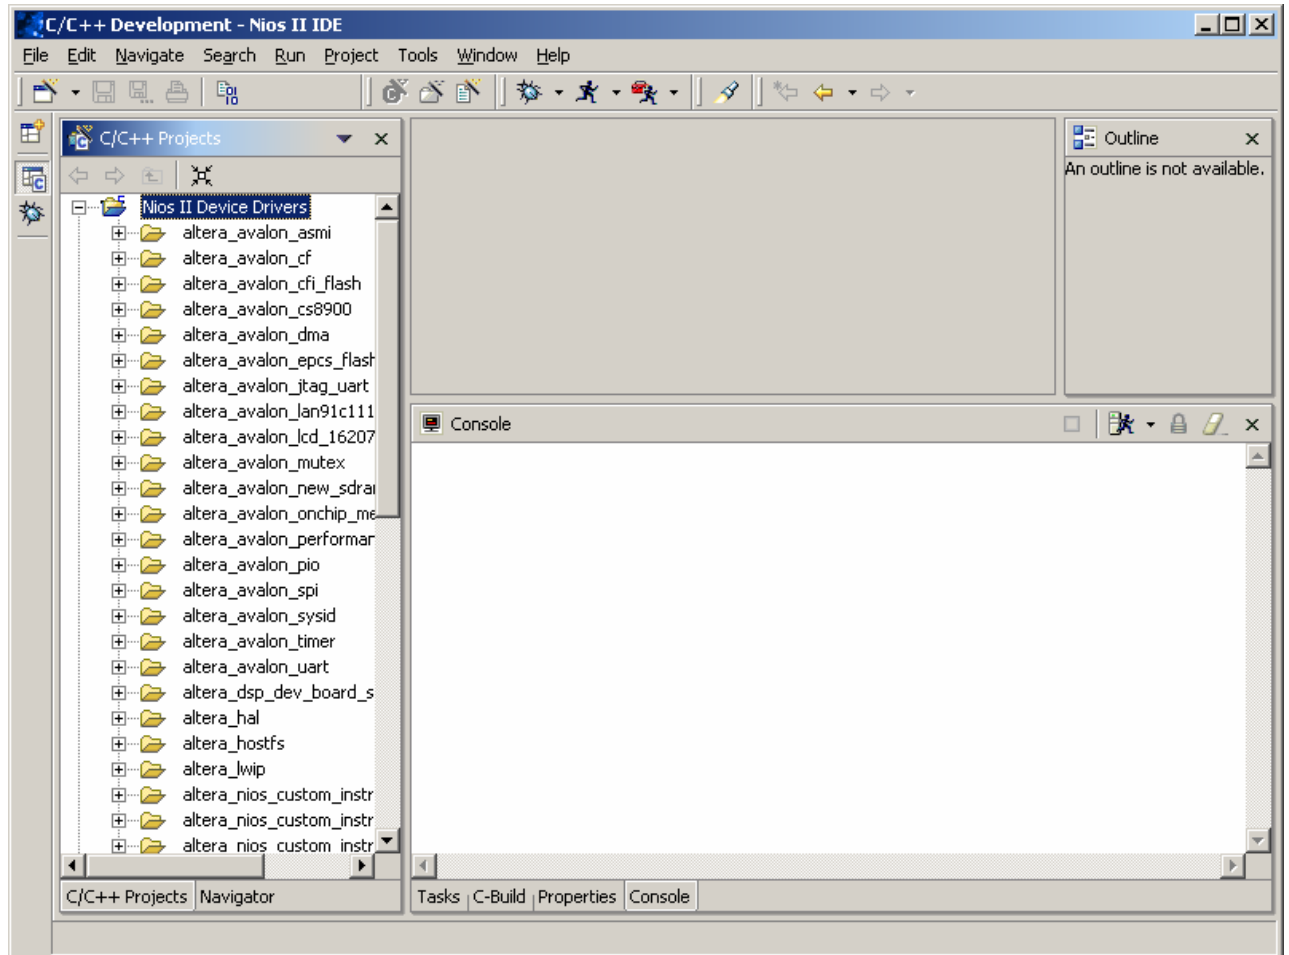 C/C++ Development - Nios II IDE
File Edit Navigate Search Run Project Tools Window Help
C/C++ Projects
Nios II Device Drivers
altera_avalon_asmi
altera_avalon_cf
altera_avalon_cfi_flash
altera_avalon_cs8900
altera_avalon_dma
altera_avalon_epcs_flash
altera_avalon_jtag_uart
altera_avalon_lan91c111
altera_avalon_lcd_16207
altera_avalon_mutex
altera_avalon_new_sdra
altera_avalon_onchip_me
altera_avalon_performan
altera_avalon_pio
altera_avalon_spi
altera_avalon_sysid
altera_avalon_timer
altera_avalon_uart
altera_dsp_dev_board_s
altera_hal
altera_hostfs
altera_lwip
altera_nios_custom_instr
altera_nios_custom_instr
altera_nios_custom_instr
C/C++ Projects Navigator
Outline
An outline is not available.
Console
Tasks C-Build Properties Console